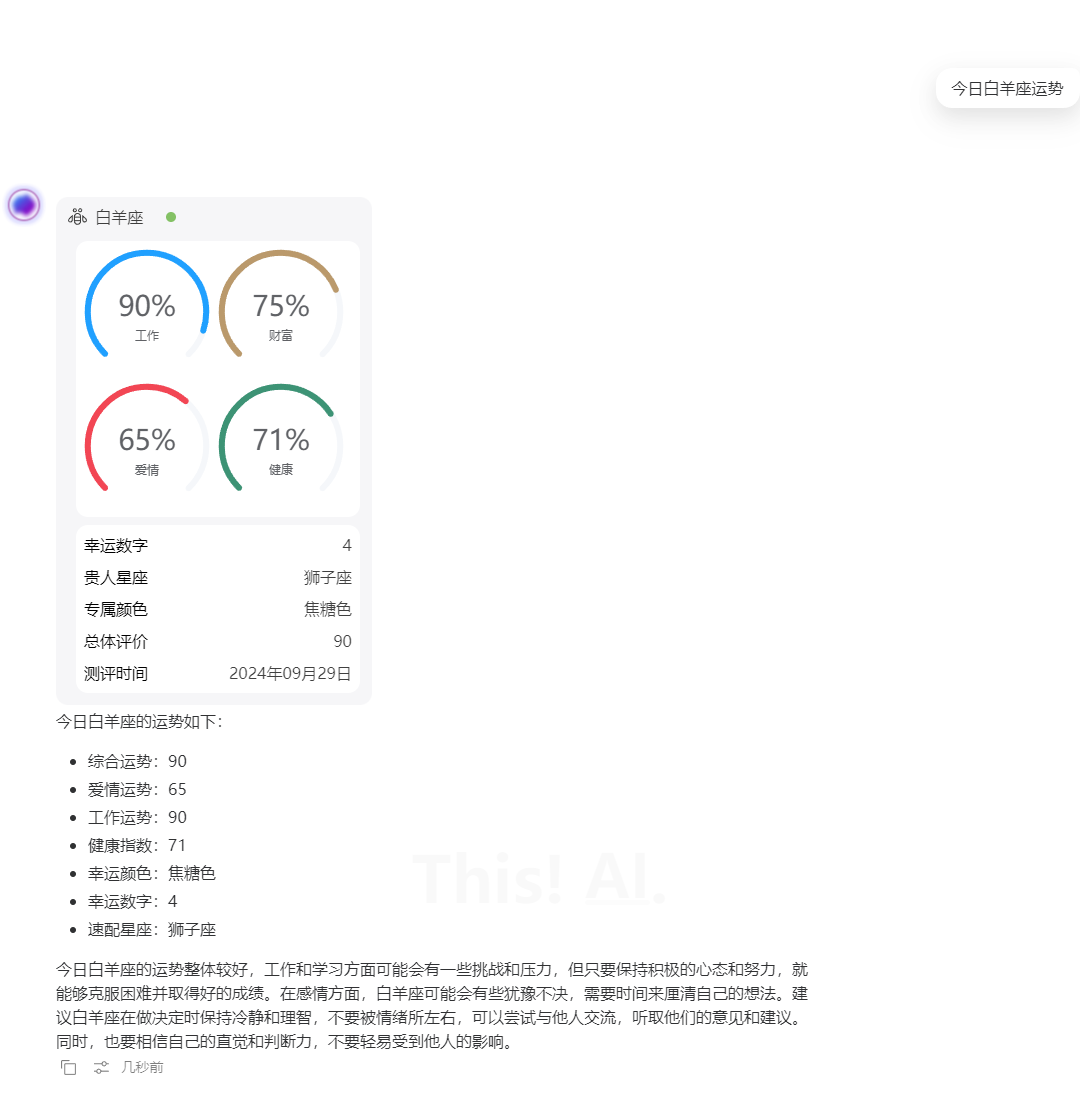 今日白羊座运势
白羊座
90%
工作
75%
财富
65%
爱情
71%
健康
幸运数字 4
贵人星座 狮子座
专属颜色 焦糖色
总体评价 90
测评时间 2024年09月29日
今日白羊座的运势如下：
综合运势：90
爱情运势：65
工作运势：90
健康指数：71
幸运颜色：焦糖色
幸运数字：4
速配星座：狮子座
This! AI.
今日白羊座的运势整体较好，工作和学习方面可能会有一些挑战和压力，但只要保持积极的心态和努力，就
能够克服困难并取得好的成绩。在感情方面，白羊座可能会有些犹豫不决，需要时间来厘清自己的想法。建
议白羊座在做决定时保持冷静和理智，不要被情绪所左右，可以尝试与他人交流，听取他们的意见和建议。
同时，也要相信自己的直觉和判断力，不要轻易受到他人的影响。
几秒前